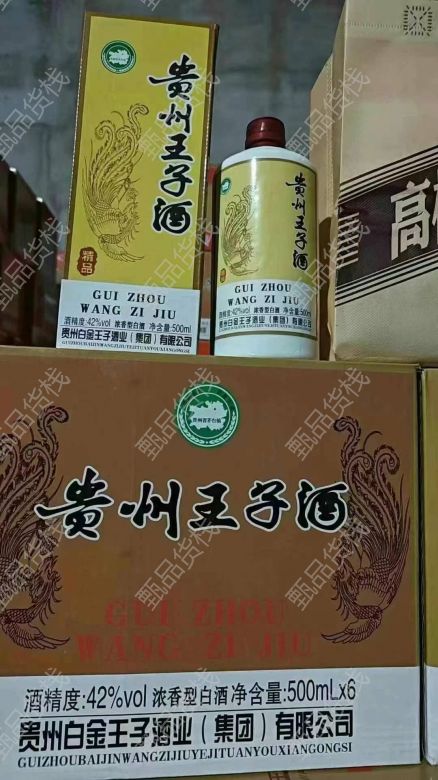 贵州王子酒
精品
GUI ZHOU
WANG ZI JIU
酒精度:42%vol 浓香型白酒 净含量:500ml
贵州白金王子酒业(集团)有限公司
GUIZHOUBAIJINWANGZIJIUYEJITUANYOUXIANGONGSI
贵州王子酒
GUI ZHOU
WANG ZI JIU
酒精度:42%vol 浓香型白酒 净含量:500ml
贵州白金王子酒业(集团)有限公司
高
贵州王子酒
GUI ZHOU
WANG ZI JIU
酒精度:42%vol 浓香型白酒 净含量:500mLx6
贵州白金王子酒业(集团)有限公司
GUIZHOUBAIJINWANGZIJIUYEJITUANYOUXIANGONGSI
甄品货栈